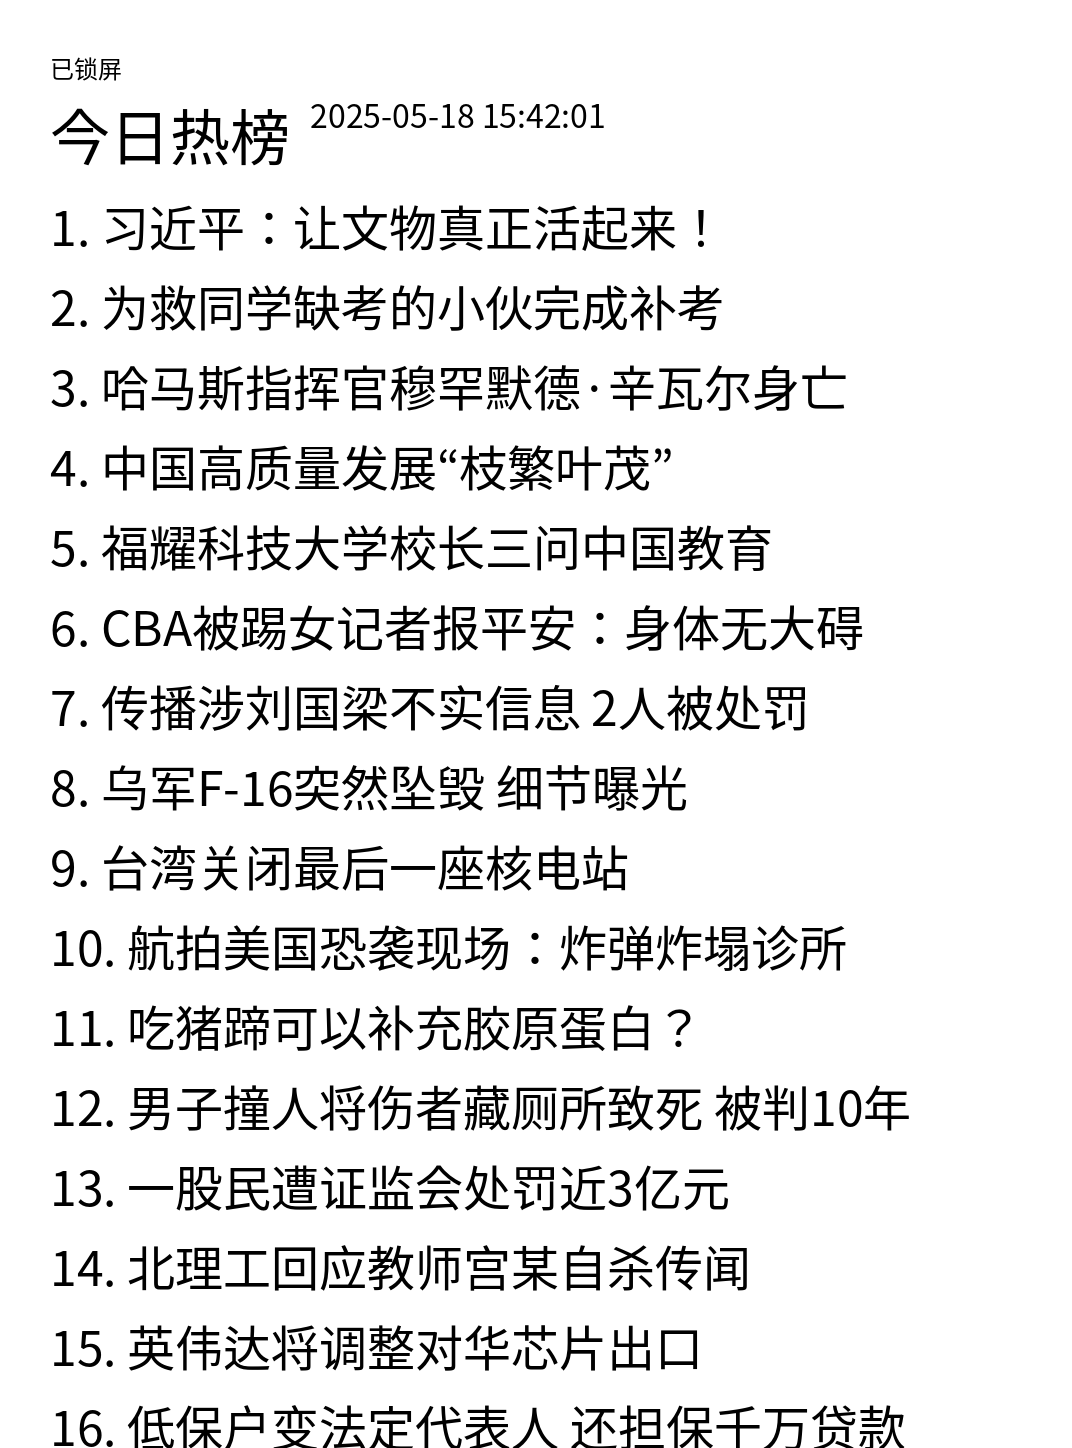 已锁屏
今日热榜 2025-05-18 15:42:01
1. 习近平：让文物真正活起来！
2. 为救同学缺考的小伙完成补考
3. 哈马斯指挥官穆罕默德·辛瓦尔身亡
4. 中国高质量发展“枝繁叶茂”
5. 福耀科技大学校长三问中国教育
6. CBA被踢女记者报平安：身体无大碍
7. 传播涉刘国梁不实信息 2人被处罚
8. 乌军F-16突然坠毁 细节曝光
9. 台湾关闭最后一座核电站
10. 航拍美国恐袭现场：炸弹炸塌诊所
11. 吃猪蹄可以补充胶原蛋白？
12. 男子撞人将伤者藏厕所致死 被判10年
13. 一股民遭证监会处罚近3亿元
14. 北理工回应教师宫某自杀传闻
15. 英伟达将调整对华芯片出口
16. 低保户变法定代表人 还担保千万贷款